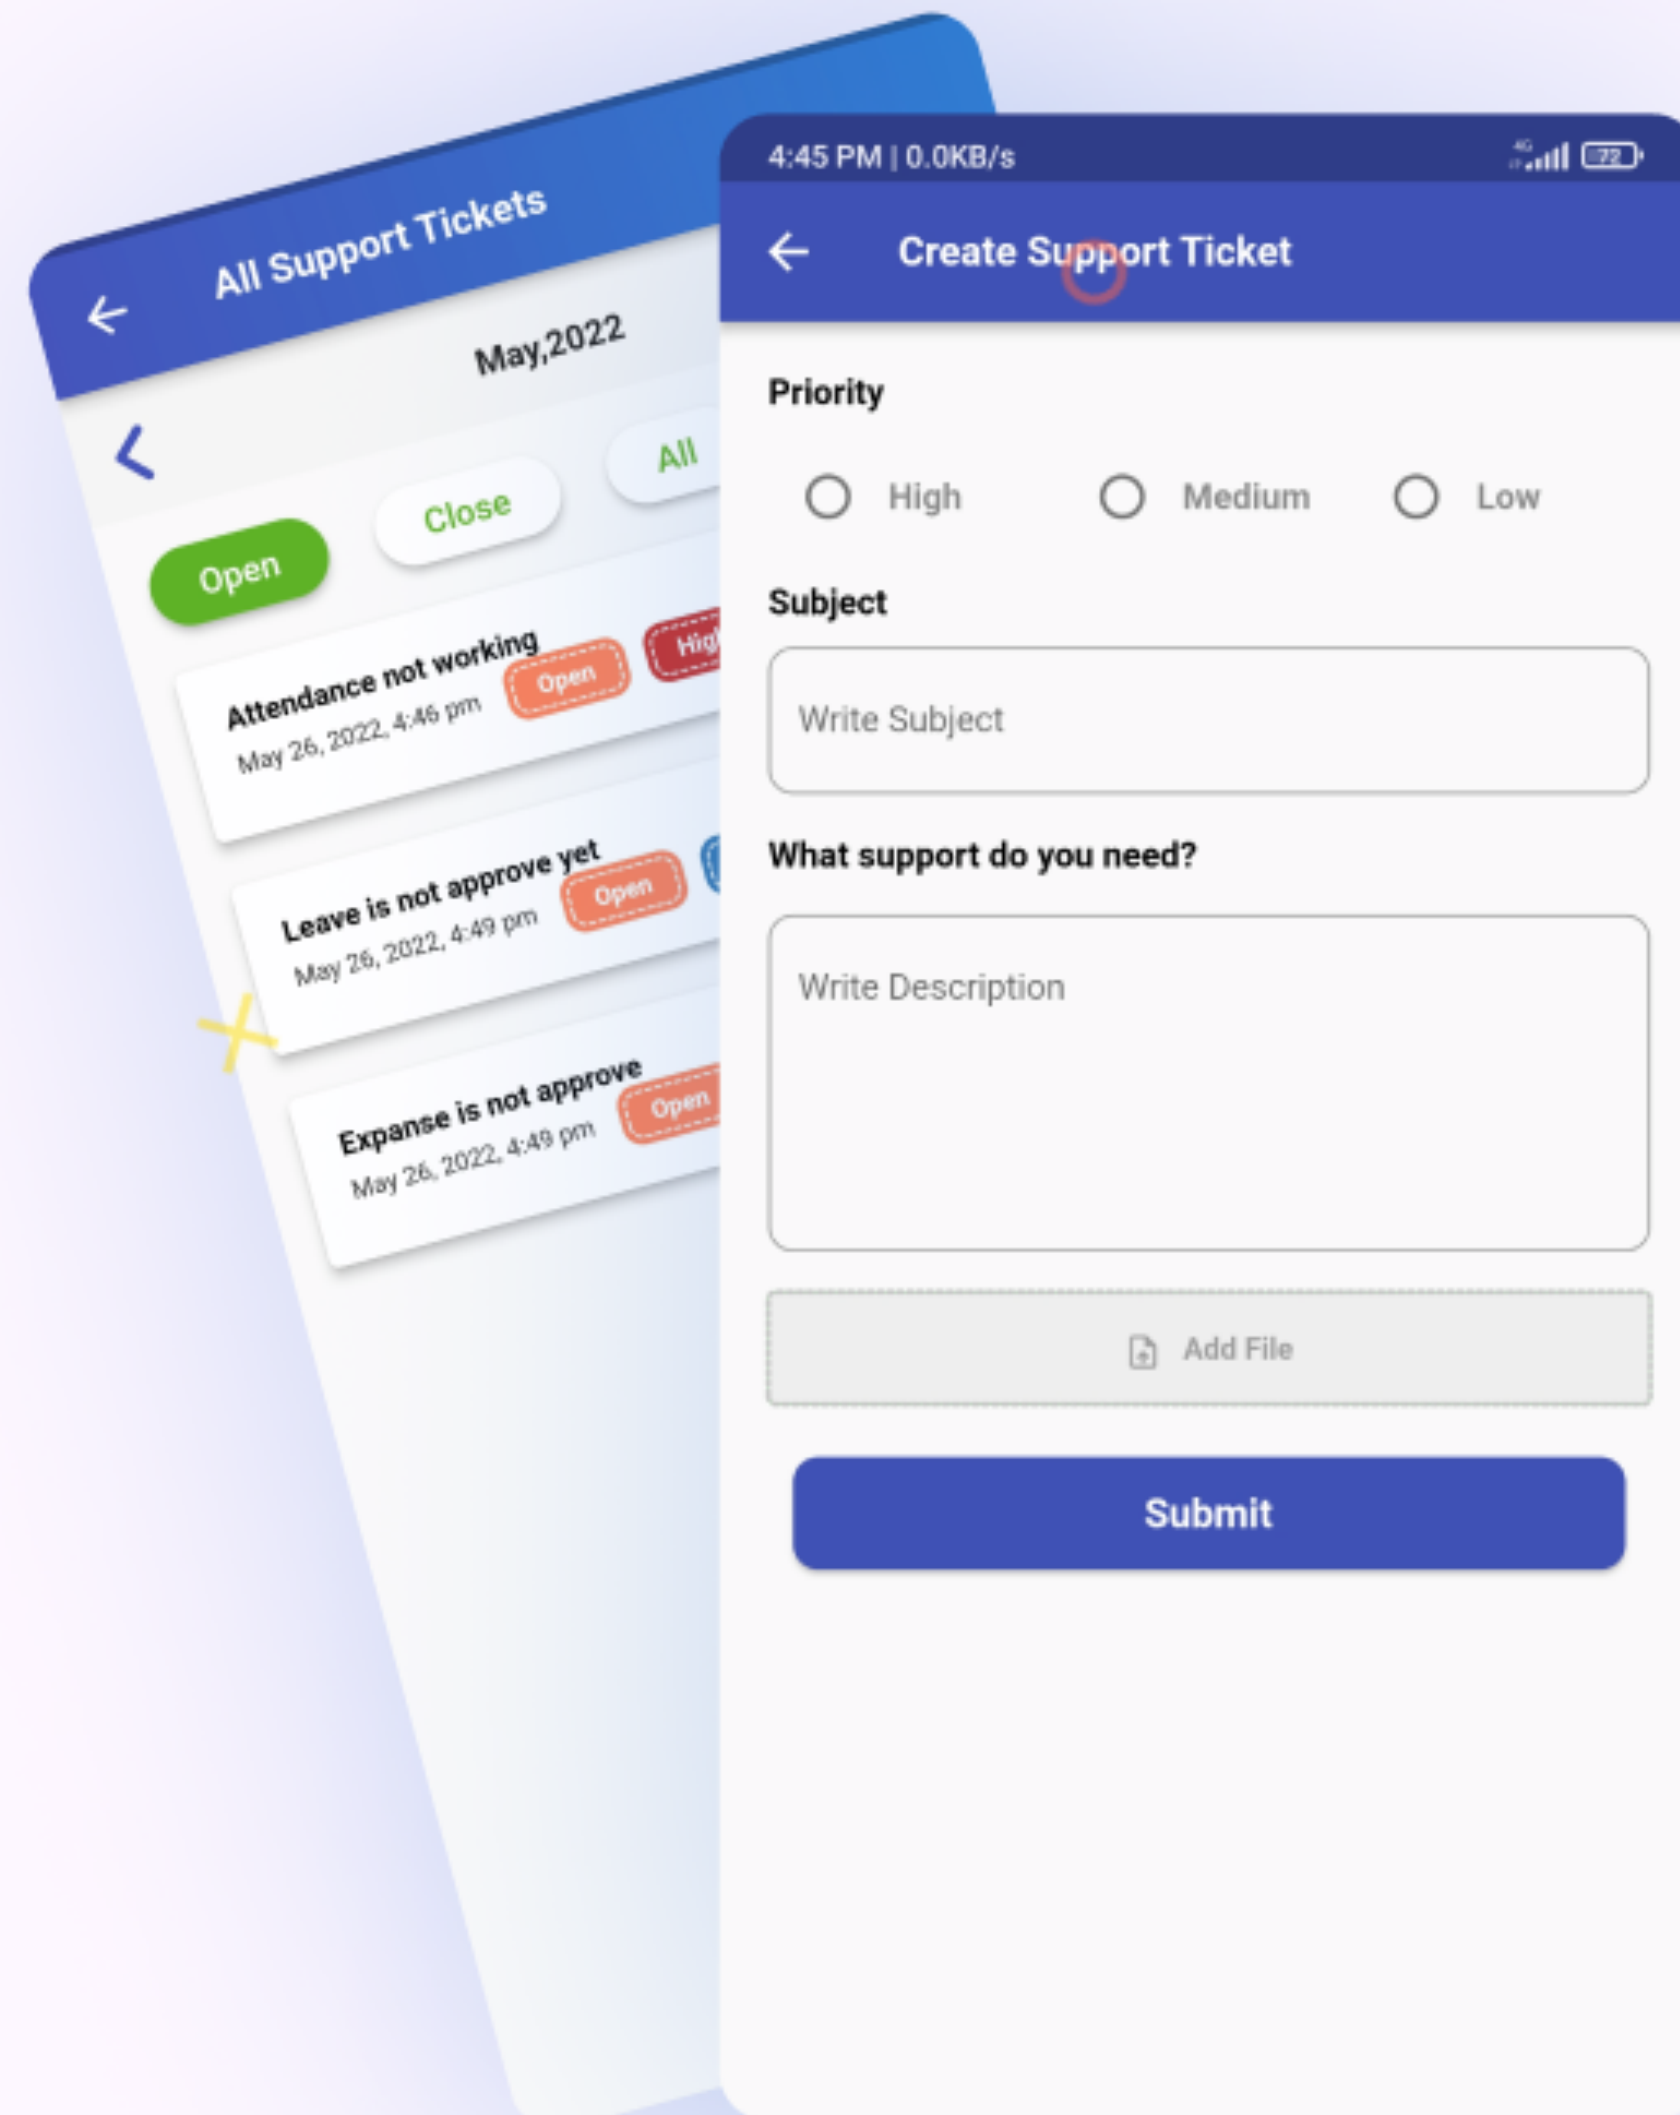 All Support Tickets
May,2022
Open
Close
All
Attendance not working
May 26, 2022, 4:46 pm
Open
Leave is not approve yet
May 26, 2022, 4:49 pm
Open
Expanse is not approve
May 26, 2022, 4:49 pm
Open
4:45 PM | 0.0KB/s
4G
72
Create Support Ticket
Priority
High
Medium
Low
Subject
Write Subject
What support do you need?
Write Description
Add File
Submit